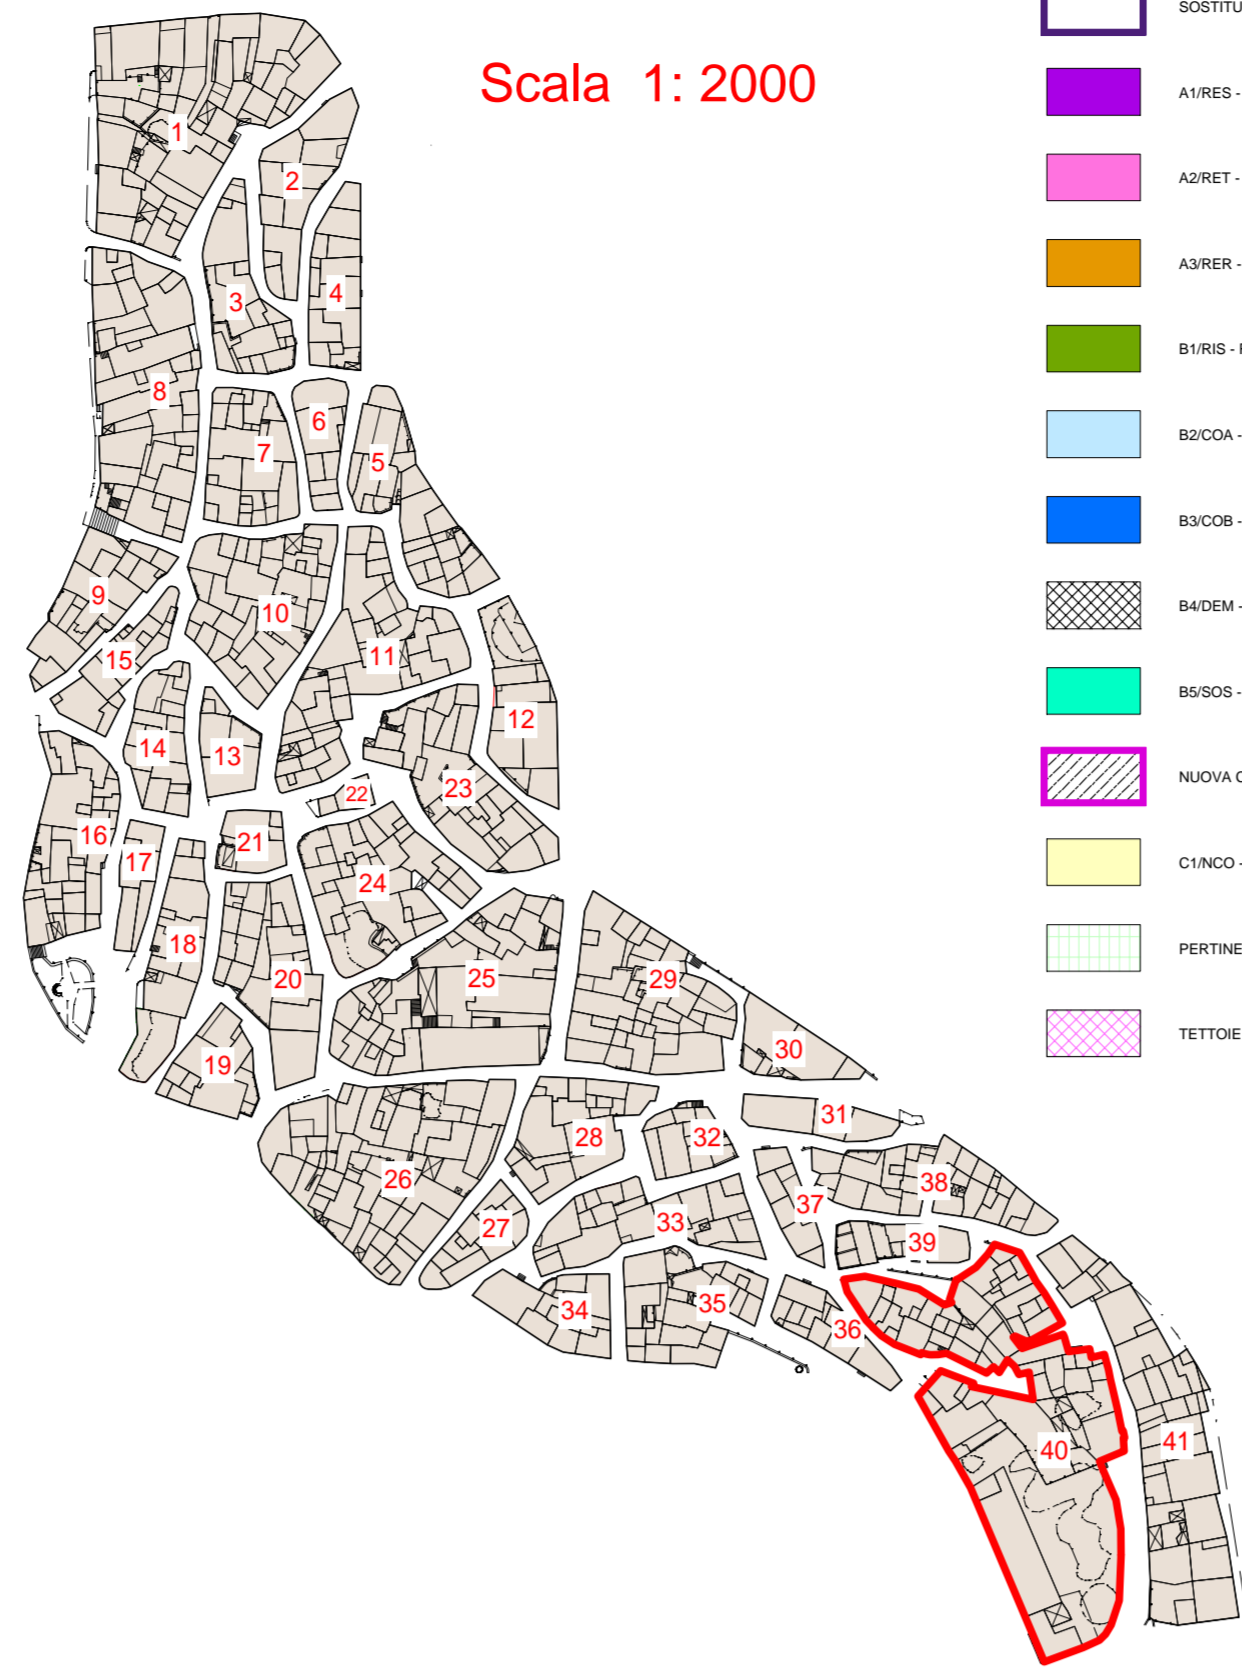 Scala 1: 2000
1
2
3
4
5
6
7
8
9
10
11
12
13
14
15
16
17
18
19
20
21
22
23
24
25
26
27
28
29
30
31
32
33
34
35
36
37
38
39
40
41
SOSTITU
A1/RES -
A2/RET -
A3/RER -
B1/RIS -
B2/COA -
B3/COB -
B4/DEM -
B5/SOS -
NUOVA
C1/NCO -
PERTINE
TETTOIE